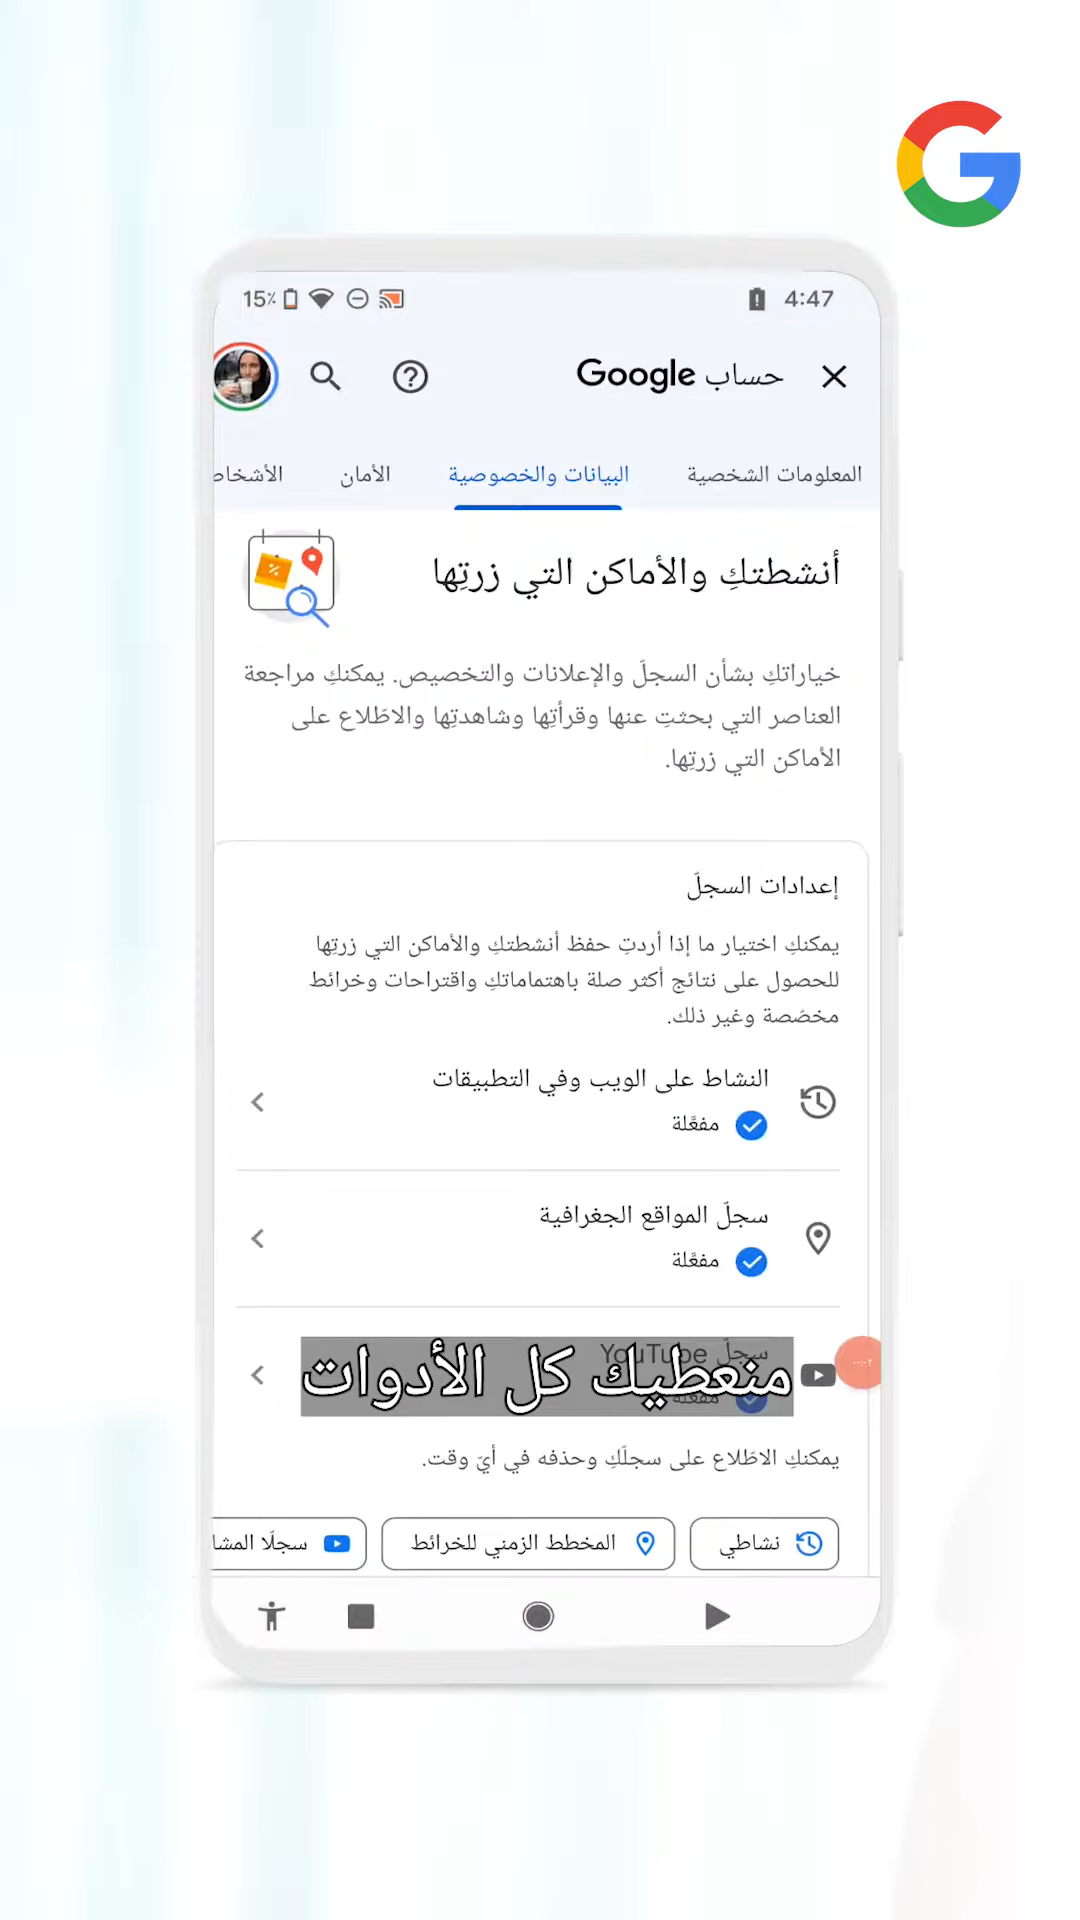 15٪
4:47
حساب Google
المعلومات الشخصية
البيانات والخصوصية
الأمان
الأشخاص
أنشطتكِ والأماكن التي زرتِها
خياراتكِ بشأن السجلّ والإعلانات والتخصيص. يمكنكِ مراجعة
العناصر التي بحثتِ عنها وقرأتِها وشاهدتِها والاطّلاع على
الأماكن التي زرتِها.
إعدادات السجلّ
يمكنكِ اختيار ما إذا أردتِ حفظ أنشطتكِ والأماكن التي زرتِها
للحصول على نتائج أكثر صلة باهتماماتكِ واقتراحات وخرائط
مخصّصة وغير ذلك.
النشاط على الويب وفي التطبيقات
مفعَّلة
سجلّ المواقع الجغرافية
مفعَّلة
سجلّ YouTube
منعطيك كل الأدوات
مفعَّلة
يمكنكِ الاطّلاع على سجلّكِ وحذفه في أيّ وقت.
نشاطي
المخطط الزمني للخرائط
سجلّا المشا